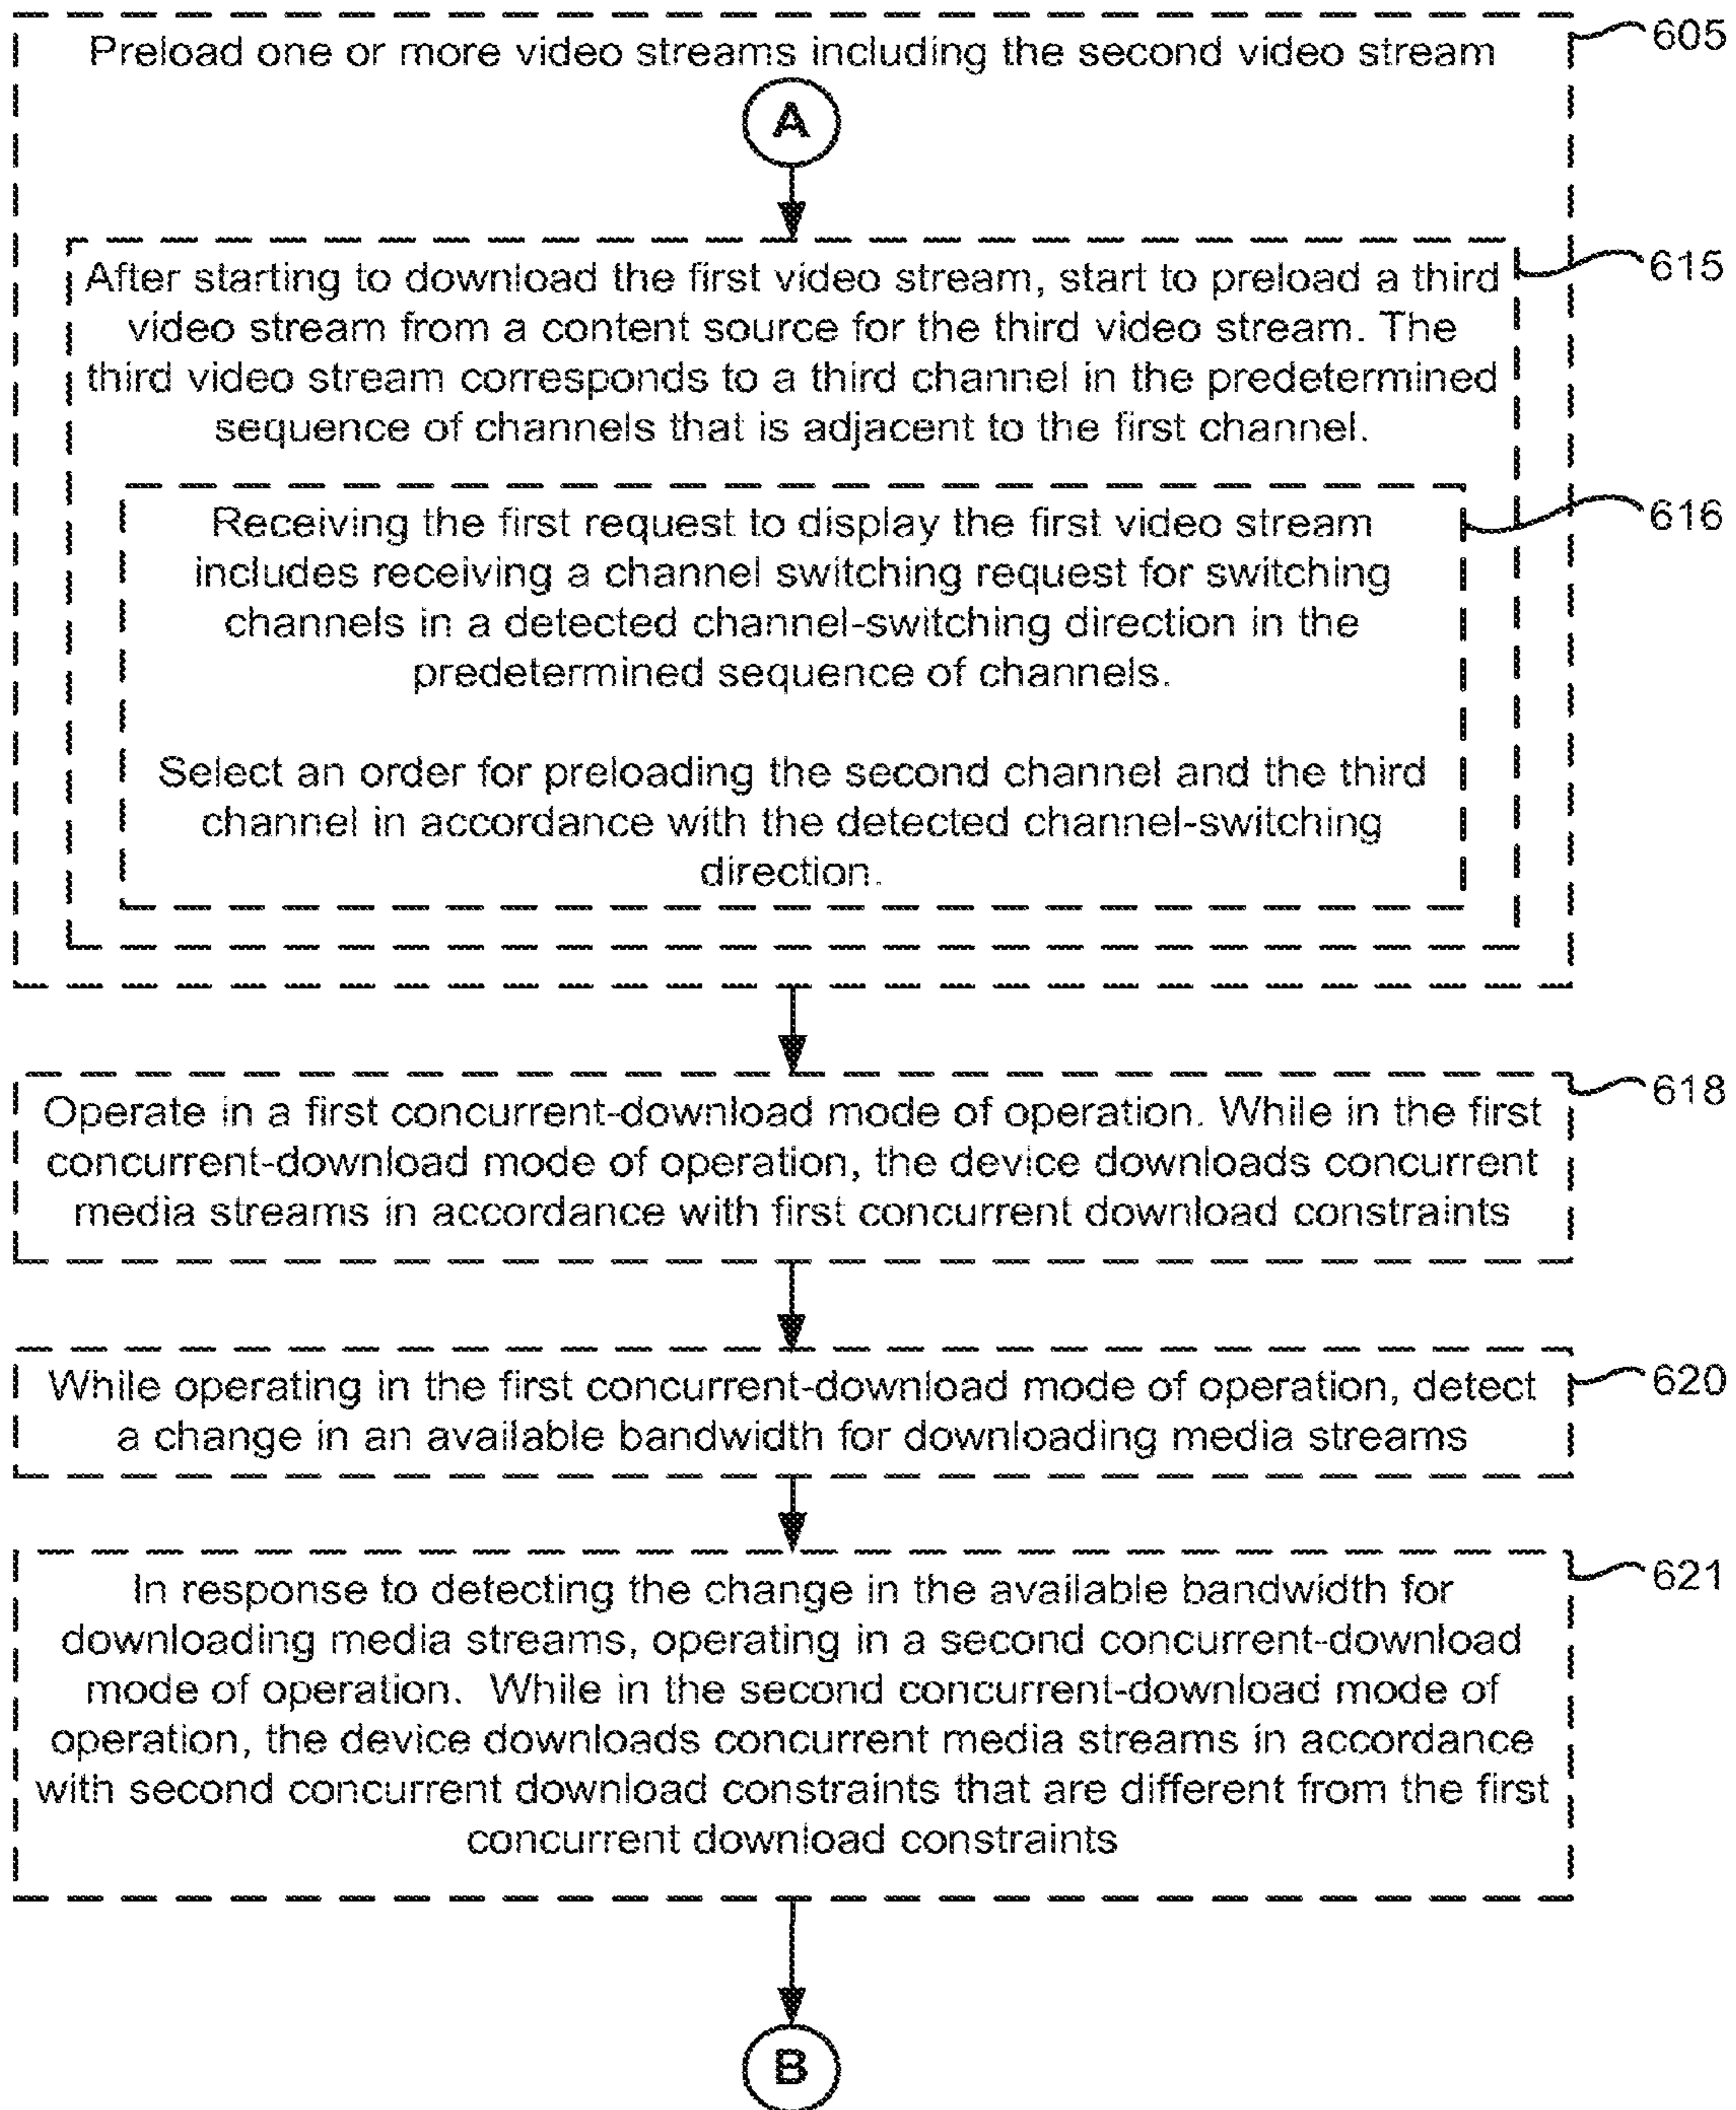 Preload one or more video streams including the second video stream
605
A
After starting to download the first video stream, start to preload a third
video stream from a content source for the third video stream. The
third video stream corresponds to a third channel in the predetermined
sequence of channels that is adjacent to the first channel.
615
Receiving the first request to display the first video stream
includes receiving a channel switching request for switching
channels in a detected channel-switching direction in the
predetermined sequence of channels.
616
Select an order for preloading the second channel and the third
channel in accordance with the detected channel-switching
direction.
Operate in a first concurrent-download mode of operation. While in the first
concurrent-download mode of operation, the device downloads concurrent
media streams in accordance with first concurrent download constraints
618
While operating in the first concurrent-download mode of operation, detect
a change in an available bandwidth for downloading media streams
620
In response to detecting the change in the available bandwidth for
downloading media streams, operating in a second concurrent-download
mode of operation. While in the second concurrent-download mode of
operation, the device downloads concurrent media streams in accordance
with second concurrent download constraints that are different from the first
concurrent download constraints
621
B